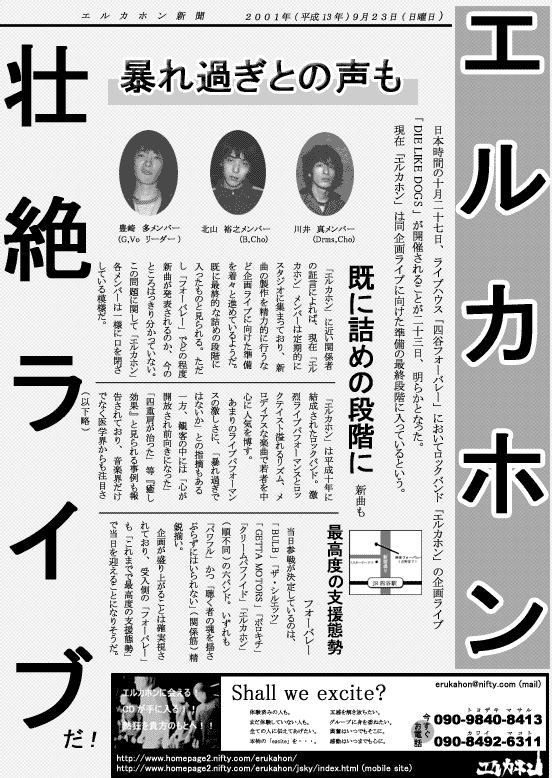 エルカホン新聞
2001年(平成13年)9月23日(日曜日)
エルカホン
壮絶ライブ
だ!
暴れ過ぎとの声も
日本時間の十月二十七日、ライブハウス「四谷フォーバレー」においてロックバンド「エルカホン」の企画ライブ
「DIE LIKE DOGS」が開催されることが二十三日、明らかとなった。
現在「エルカホン」は同企画ライブに向けた準備の最終段階に入っているという。
豊崎 多メンバー
(G,Vo リーダー)
北山 裕之メンバー
(B,Cho)
川井 真メンバー
(Drms,Cho)
既に詰めの段階に
新曲も
「エルカホン」に近い関係者
の証言によれば、現在「エル
カホン」メンバーは定期的に
スタジオに集まっており、新
曲の製作を精力的に行うな
ど企画ライブに向けた準備
を着々と進めているようだ。
既に最終的な詰めの段階に
入ったものと見られる。ただ
し「フォーバレー」でどの程度
新曲が発表されるのか、今の
ところはっきり分かっていない。
この問題に関して「エルカホン」
各メンバーは一様に口を閉ざ
している模様だ。
「エルカホン」は平成十年に
結成されたロックバンド。激
烈ライブパフォーマンスとロッ
クテイスト溢れるリズム、メ
ロディアスな楽曲で若者を中
心に人気を博す。
あまりのライブパフォーマン
スの激しさに、「暴れ過ぎで
はないか」との指摘もある
一方、観客の中には「心が
開放され前向きになった」
「四重肩が治った」等『癒し
効果』と見られる事例も報
告されており、音楽界だけ
でなく医学界からも注目さ
(以下略)
最高度の支援態勢
フォーバレー
当日参戦が決定しているのは、
「BULB」「ザ・シルエッツ」
「GETTA MOTORS」「ボロキチ」
「クリームパフノイド」「エルカホン」
(順不同)の六バンド。いずれも
「パワフル」かつ「聴く者の魂を揺さ
ぶらずにはいられない」(関係筋)精
鋭揃い。
企画が盛り上がることは確実視さ
れており、受入側の「フォーバレー」
も「これまでで最高度の支援態勢」
で当日を迎えることになりそうだ。
JR 四谷駅
エルカホンに会える!
CDが手に入る!!
熱狂を貴方のもとへ!!
Shall we excite?
体験済みの人も。
まだ体験していない人も。
全ての人に伝えてあげたい。
本物の「excite」を・・・。
五感を解き放ちたい。
グルーブに身を委ねたい。
興奮はいつでもそこに。
感動はいつまでも心に。
erukahon@nifty.com (mail)
今すぐお電話
トヨザキ マサル
090-9840-8413
カワイ マコト
090-8492-6311
http://www.homepage2.nifty.com/erukahon/
http://www.homepage2.nifty.com/erukahon/jsky/index.html (mobile site)
エルカホン